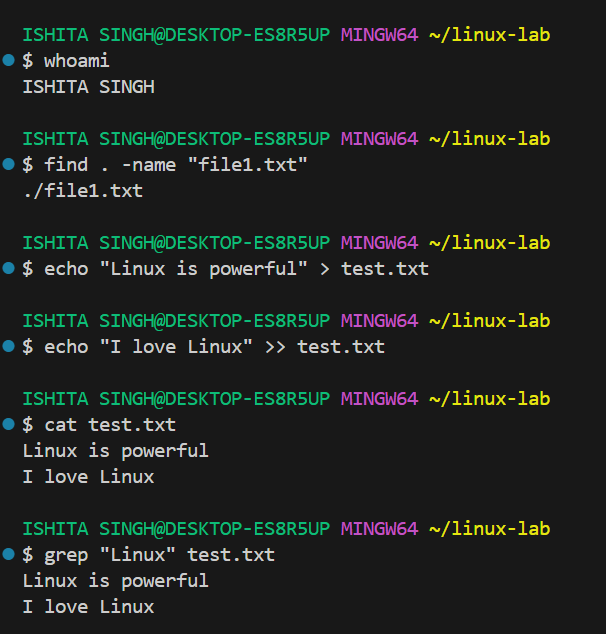 ISHITA SINGH@DESKTOP-ES8R5UP MINGW64 ~/linux-lab
$ whoami
ISHITA SINGH
ISHITA SINGH@DESKTOP-ES8R5UP MINGW64 ~/linux-lab
$ find . -name "file1.txt"
./file1.txt
ISHITA SINGH@DESKTOP-ES8R5UP MINGW64 ~/linux-lab
$ echo "Linux is powerful" > test.txt
ISHITA SINGH@DESKTOP-ES8R5UP MINGW64 ~/linux-lab
$ echo "I love Linux" >> test.txt
ISHITA SINGH@DESKTOP-ES8R5UP MINGW64 ~/linux-lab
$ cat test.txt
Linux is powerful
I love Linux
ISHITA SINGH@DESKTOP-ES8R5UP MINGW64 ~/linux-lab
$ grep "Linux" test.txt
Linux is powerful
I love Linux